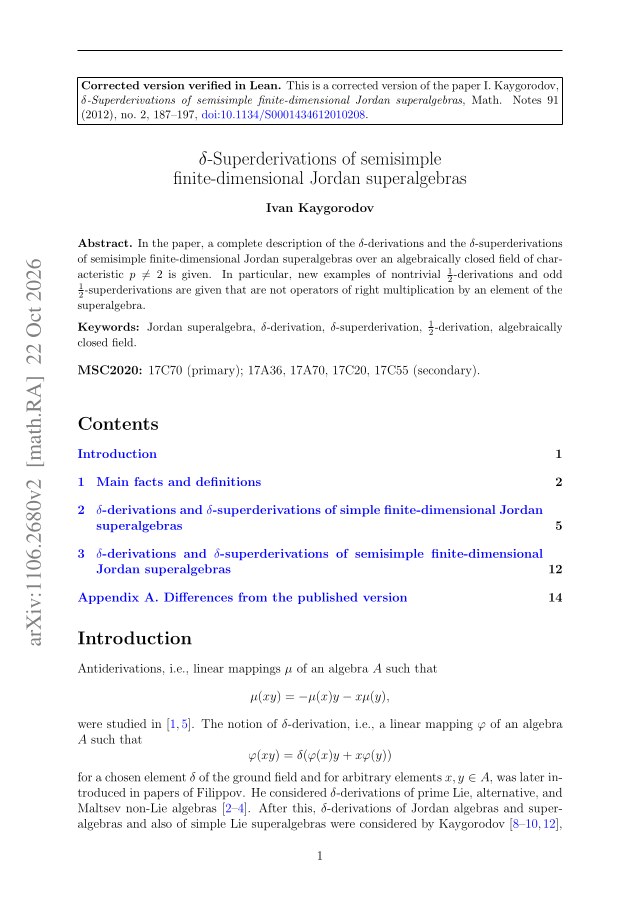 Corrected version verified in Lean. This is a corrected version of the paper I. Kaygorodov,
δ-Superderivations of semisimple finite-dimensional Jordan superalgebras, Math. Notes 91
(2012), no. 2, 187–197, doi:10.1134/S0001434612010208.
δ-Superderivations of semisimple
finite-dimensional Jordan superalgebras
Ivan Kaygorodov
Abstract. In the paper, a complete description of the δ-derivations and the δ-superderivations
of semisimple finite-dimensional Jordan superalgebras over an algebraically closed field of char-
acteristic p ≠ 2 is given. In particular, new examples of nontrivial 1/2-derivations and odd
1/2-superderivations are given that are not operators of right multiplication by an element of the
superalgebra.
Keywords: Jordan superalgebra, δ-derivation, δ-superderivation, 1/2-derivation, algebraically
closed field.
MSC2020: 17C70 (primary); 17A36, 17A70, 17C20, 17C55 (secondary).
Contents
Introduction 1
1 Main facts and definitions 2
2 δ-derivations and δ-superderivations of simple finite-dimensional Jordan
superalgebras 5
3 δ-derivations and δ-superderivations of semisimple finite-dimensional
Jordan superalgebras 12
Appendix A. Differences from the published version 14
Introduction
Antiderivations, i.e., linear mappings μ of an algebra A such that
μ(xy) = −μ(x)y − xμ(y),
were studied in [1, 5]. The notion of δ-derivation, i.e., a linear mapping φ of an algebra
A such that
φ(xy) = δ(φ(x)y + xφ(y))
for a chosen element δ of the ground field and for arbitrary elements x, y ∈ A, was later in-
troduced in papers of Filippov. He considered δ-derivations of prime Lie, alternative, and
Maltsev non-Lie algebras [2–4]. After this, δ-derivations of Jordan algebras and super-
algebras and also of simple Lie superalgebras were considered by Kaygorodov [8–10, 12],
1
arXiv:1106.2680v2 [math.RA] 22 Oct 2026